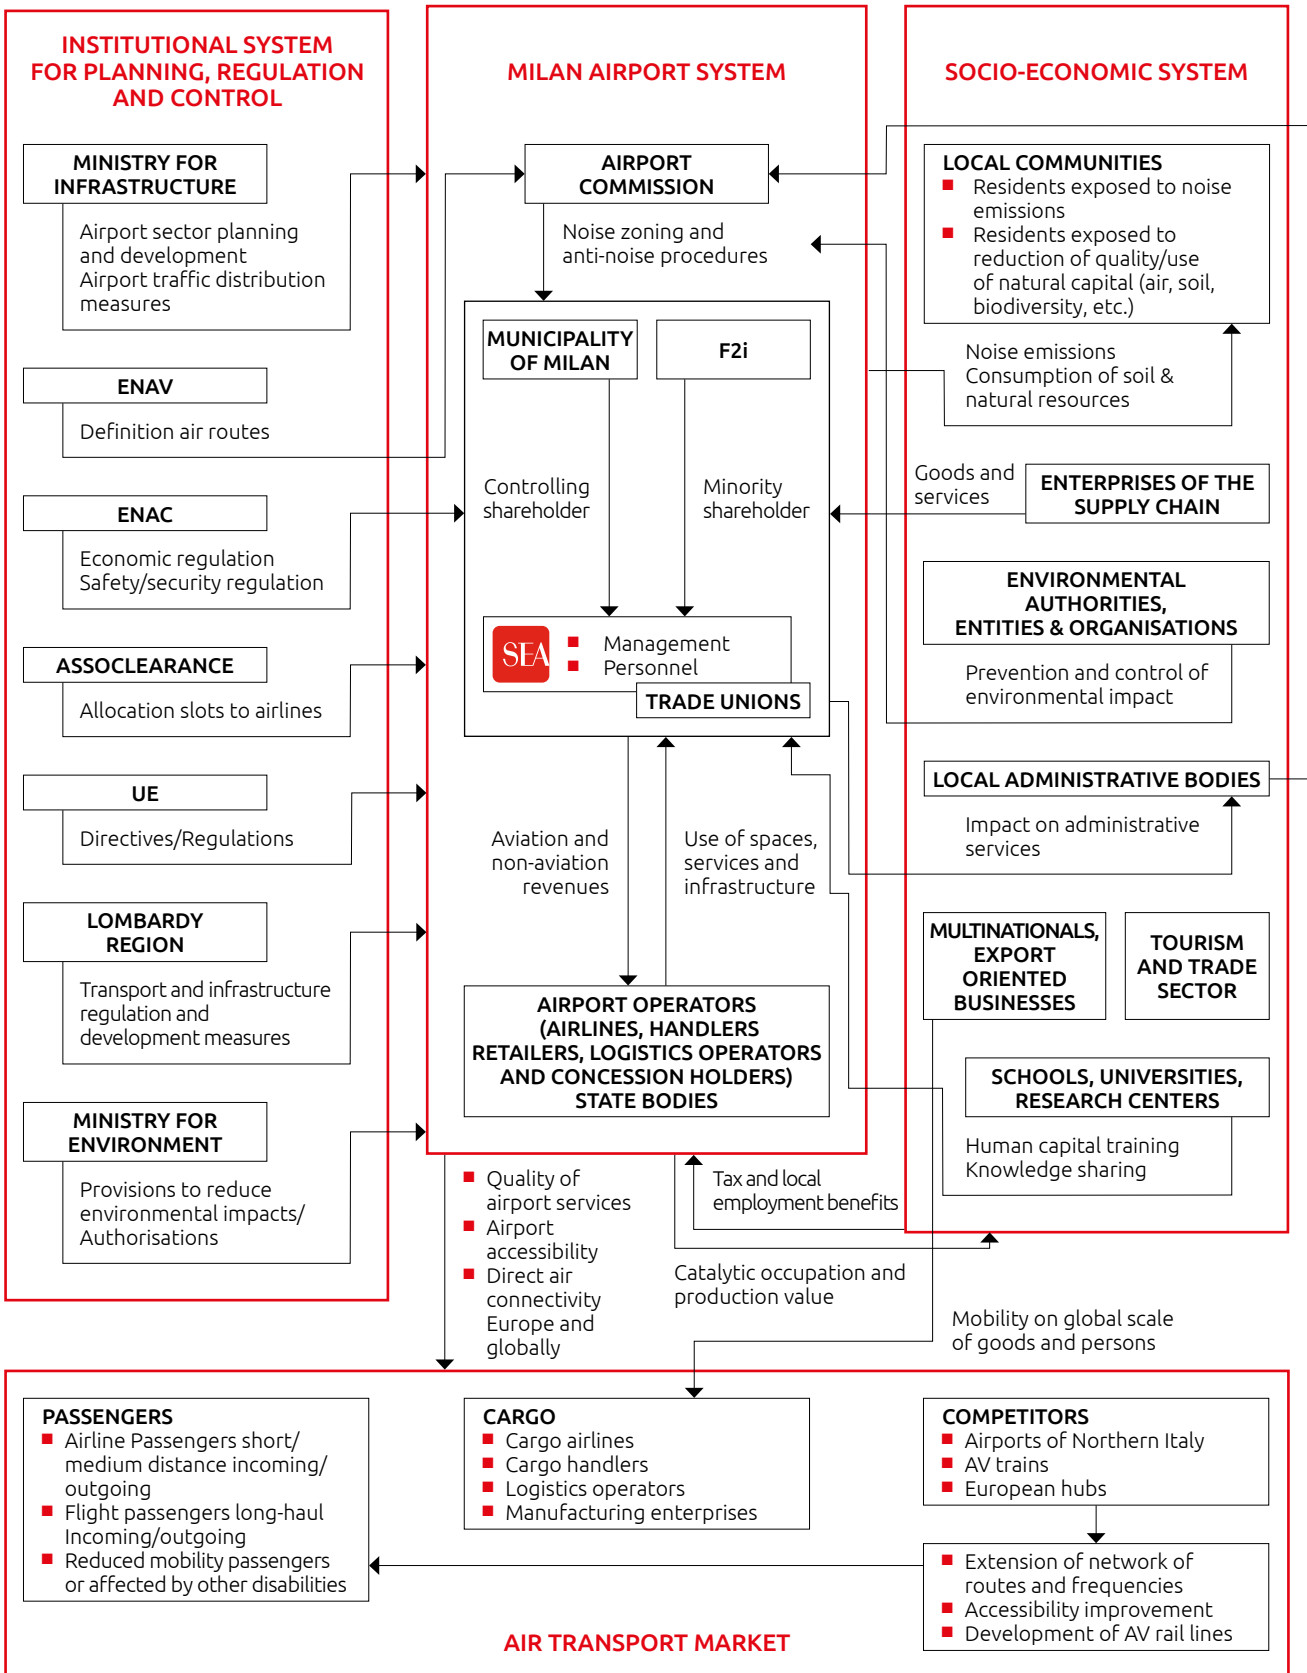 INSTITUTIONAL SYSTEM
FOR PLANNING, REGULATION
AND CONTROL
MINISTRY FOR
INFRASTRUCTURE
Airport sector planning
and development
Airport traffic distribution
measures
ENAV
Definition air routes
ENAC
Economic regulation
Safety/security regulation
ASSOCLEARANCE
Allocation slots to airlines
UE
Directives/Regulations
LOMBARDY
REGION
Transport and infrastructure
regulation and
development measures
MINISTRY FOR
ENVIRONMENT
Provisions to reduce
environmental impacts/
Authorisations
MILAN AIRPORT SYSTEM
AIRPORT
COMMISSION
Noise zoning and
anti-noise procedures
MUNICIPALITY
OF MILAN
F2i
Controlling
shareholder
Minority
shareholder
SEA
Management
Personnel
TRADE UNIONS
Aviation and
non-aviation
revenues
Use of spaces,
services and
infrastructure
AIRPORT OPERATORS
(AIRLINES, HANDLERS
RETAILERS, LOGISTICS OPERATORS
AND CONCESSION HOLDERS)
STATE BODIES
SOCIO-ECONOMIC SYSTEM
LOCAL COMMUNITIES
Residents exposed to noise
emissions
Residents exposed to
reduction of quality/use
of natural capital (air, soil,
biodiversity, etc.)
Noise emissions
Consumption of soil &
natural resources
Goods and
services
ENTERPRISES OF THE
SUPPLY CHAIN
ENVIRONMENTAL
AUTHORITIES,
ENTITIES & ORGANISATIONS
Prevention and control of
environmental impact
LOCAL ADMINISTRATIVE BODIES
Impact on administrative
services
MULTINATIONALS,
EXPORT
ORIENTED
BUSINESSES
TOURISM
AND TRADE
SECTOR
SCHOOLS, UNIVERSITIES,
RESEARCH CENTERS
Human capital training
Knowledge sharing
Quality of
airport services
Airport
accessibility
Direct air
connectivity
Europe and
globally
Tax and local
employment benefits
Catalytic occupation and
production value
Mobility on global scale
of goods and persons
PASSENGERS
Airline Passengers short/
medium distance incoming/
outgoing
Flight passengers long-haul
Incoming/outgoing
Reduced mobility passengers
or affected by other disabilities
CARGO
Cargo airlines
Cargo handlers
Logistics operators
Manufacturing enterprises
COMPETITORS
Airports of Northern Italy
AV trains
European hubs
Extension of network of
routes and frequencies
Accessibility improvement
Development of AV rail lines
AIR TRANSPORT MARKET